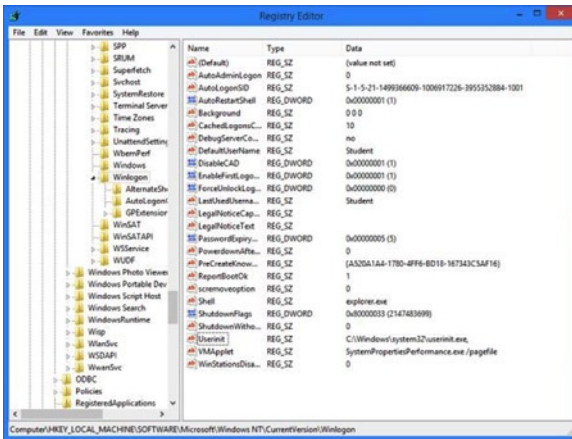 Registry Editor
File Edit View Favorites Help
SPP
SRUM
Superfetch
Svchost
SystemRestore
Terminal Server
Time Zones
Tracing
UnattendSetting
WbemPerf
Windows
Winlogon
AlternateSh
AutoLogon
GPExtension
WinSAT
WinSATAPI
WSService
WUDF
Windows Photo Viewer
Windows Portable Dev
Windows Script Host
Windows Search
WindowsRuntime
Wisp
WlanSvc
WSDAPI
WwanSvc
ODBC
Policies
RegisteredApplications
Name Type Data
(Default) REG_SZ (value not set)
AutoAdminLogon REG_SZ 0
AutoLogonSID REG_SZ S-1-5-21-1499366609-1006917226-3955352884-1001
AutoRestartShell REG_DWORD 0x00000001 (1)
Background REG_SZ 0 0 0
CachedLogonsC... REG_SZ 10
DebugServerCo... REG_SZ no
DefaultUserName REG_SZ Student
DisableCAD REG_DWORD 0x00000001 (1)
EnableFirstLogo... REG_DWORD 0x00000001 (1)
ForceUnlockLog... REG_DWORD 0x00000000 (0)
LastUsedUserna... REG_SZ Student
LegalNoticeCap... REG_SZ
LegalNoticeText REG_SZ
PasswordExpiry... REG_DWORD 0x00000005 (5)
PowerdownAfte... REG_SZ 0
PreCreateKnow... REG_SZ {A520A1A4-1780-4FF6-BD18-167343C5AF16}
ReportBootOk REG_SZ 1
scremoveoption REG_SZ 0
Shell REG_SZ explorer.exe
ShutdownFlags REG_DWORD 0x80000033 (2147483699)
ShutdownWitho... REG_SZ 0
Userinit REG_SZ C:\Windows\system32\userinit.exe,
VMApplet REG_SZ SystemPropertiesPerformance.exe /pagefile
WinStationsDisa... REG_SZ 0
Computer\HKEY_LOCAL_MACHINE\SOFTWARE\Microsoft\Windows NT\CurrentVersion\Winlogon